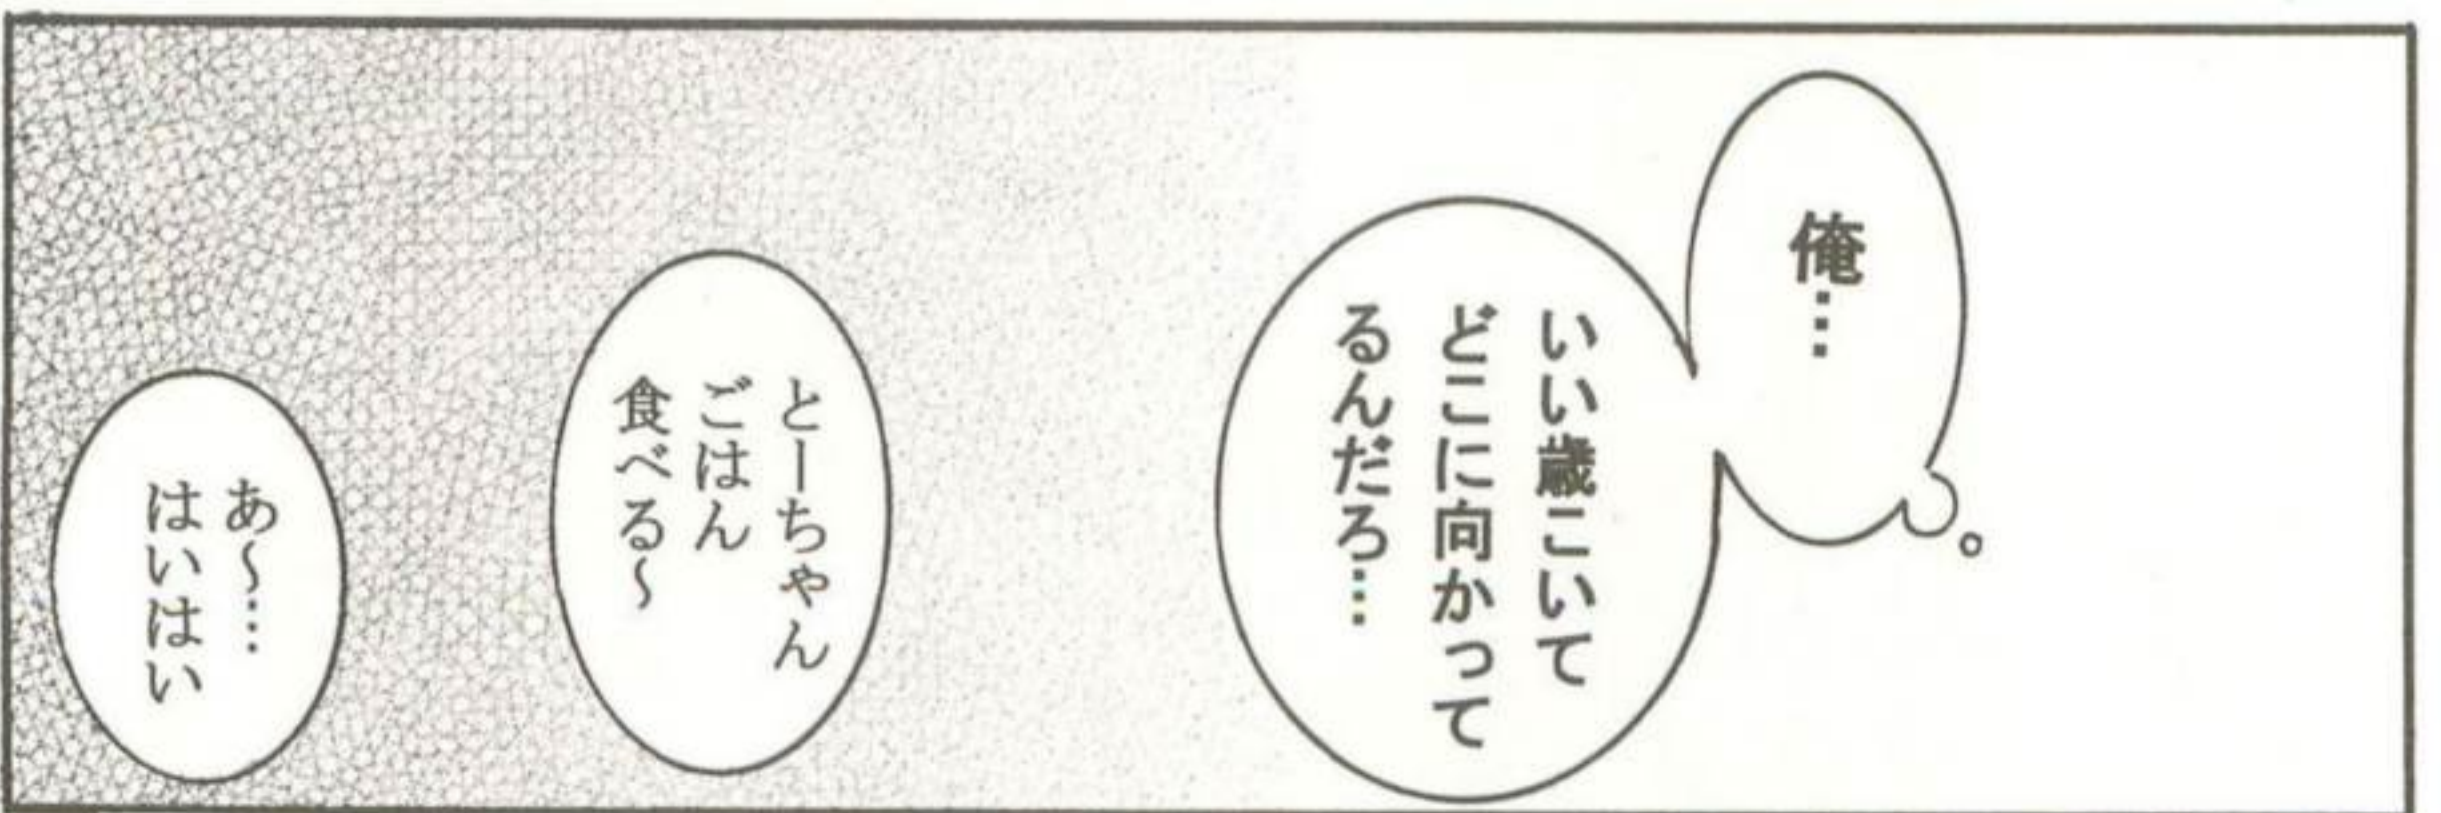 俺…
いい歳こいて
どこに向かって
るんだろ…
とーちゃん
ごはん
食べる～
あ～…
はいはい